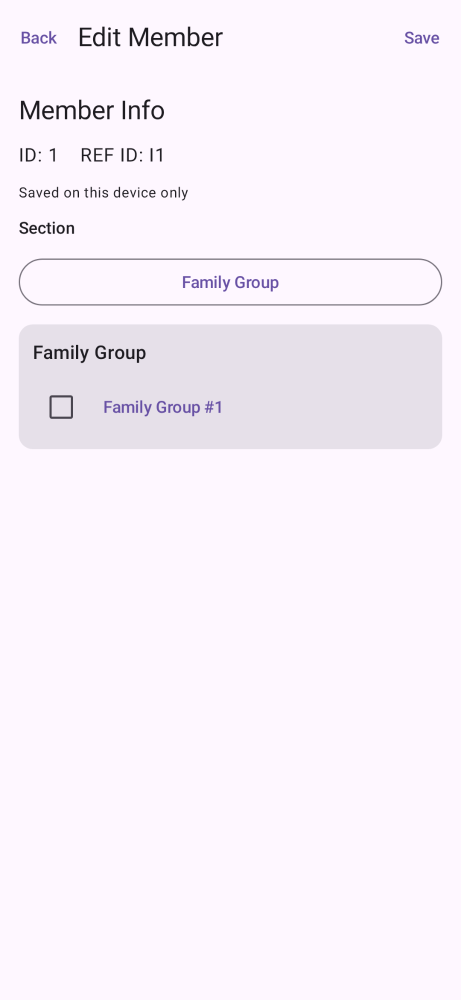 Back Edit Member Save
Member Info
ID: 1 REF ID: I1
Saved on this device only
Section
Family Group
Family Group
Family Group #1